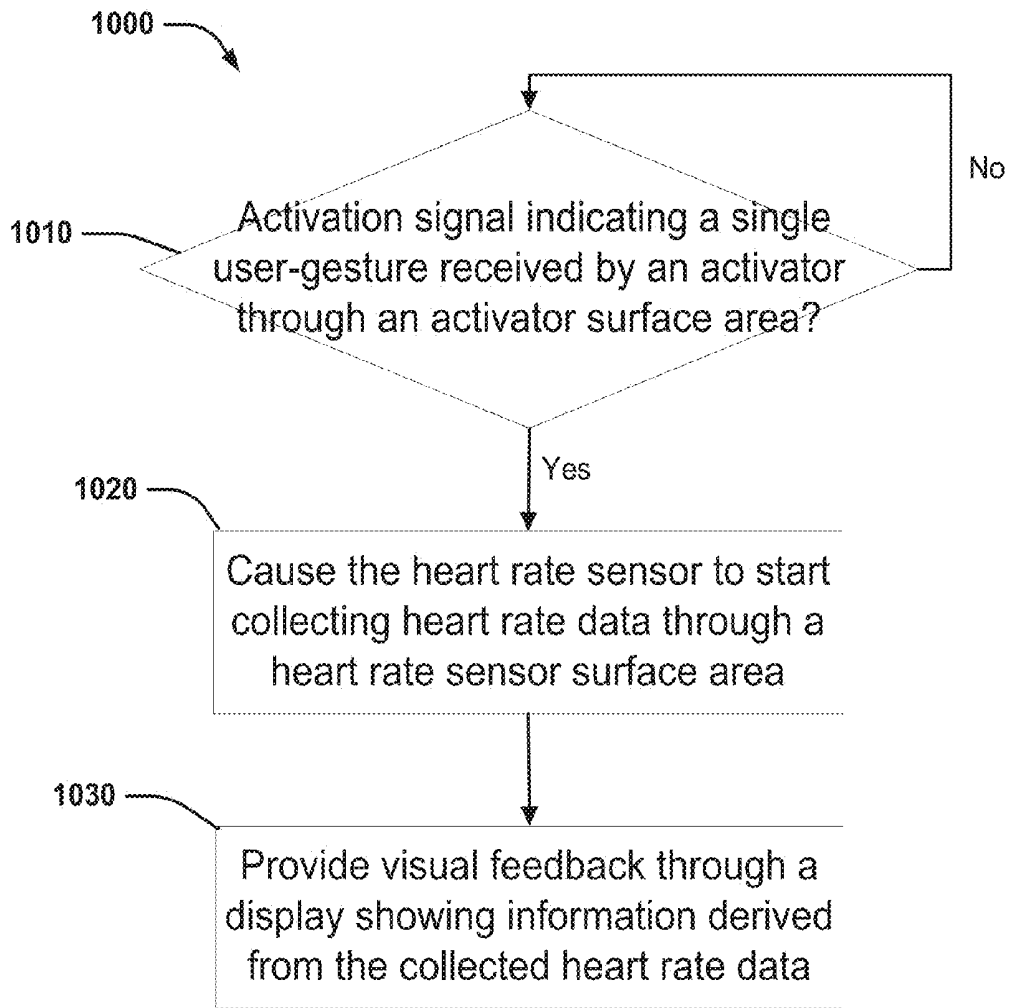 1000
No
1010
Activation signal indicating a single
user-gesture received by an activator
through an activator surface area?
Yes
1020
Cause the heart rate sensor to start
collecting heart rate data through a
heart rate sensor surface area
1030
Provide visual feedback through a
display showing information derived
from the collected heart rate data